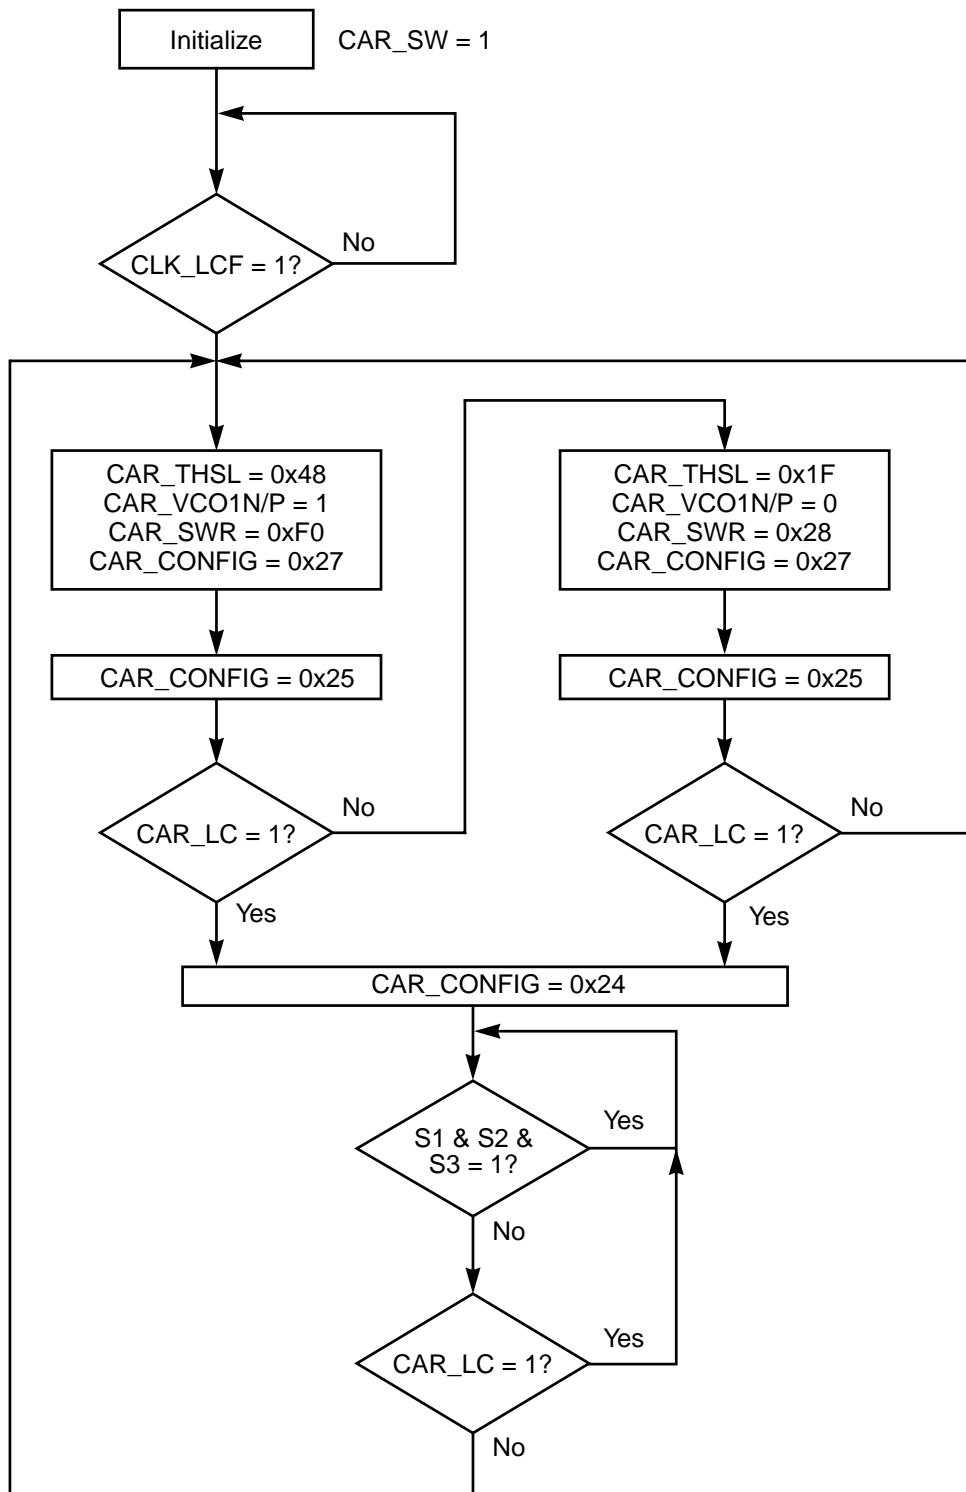 Initialize
CAR_SW = 1
No
CLK_LCF = 1?
CAR_THSL = 0x48
CAR_VCO1N/P = 1
CAR_SWR = 0xF0
CAR_CONFIG = 0x27
CAR_THSL = 0x1F
CAR_VCO1N/P = 0
CAR_SWR = 0x28
CAR_CONFIG = 0x27
CAR_CONFIG = 0x25
CAR_CONFIG = 0x25
No
CAR_LC = 1?
No
CAR_LC = 1?
Yes
Yes
CAR_CONFIG = 0x24
Yes
S1 & S2 &
S3 = 1?
No
Yes
CAR_LC = 1?
No